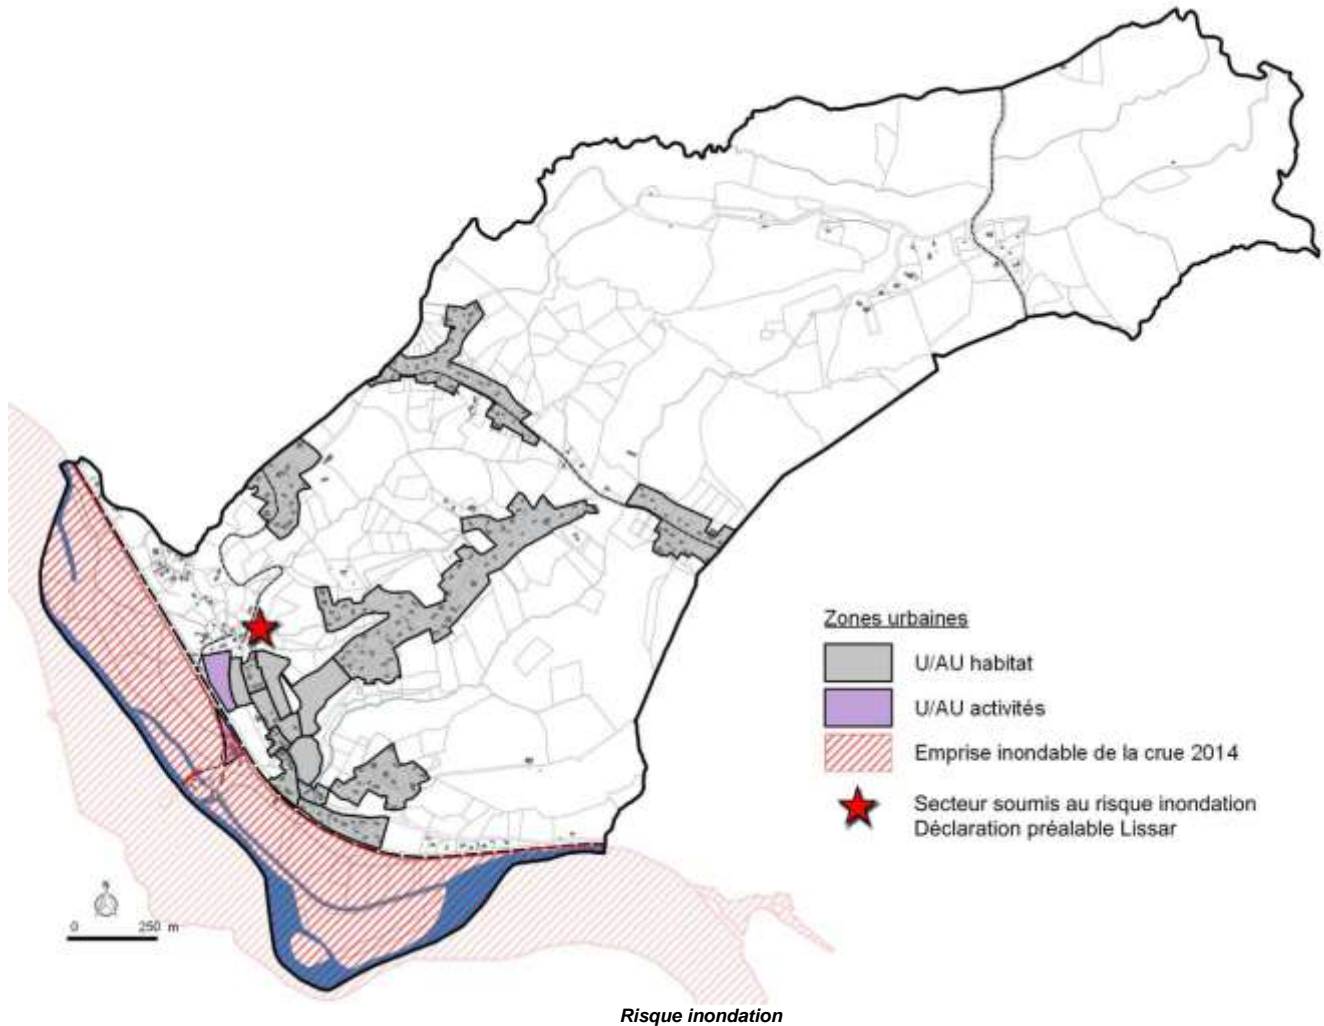 Zones urbaines
U/AU habitat
U/AU activités
Emprise inondable de la crue 2014
Secteur soumis au risque inondation
Déclaration préalable Lissar
N
0 250 m
Risque inondation